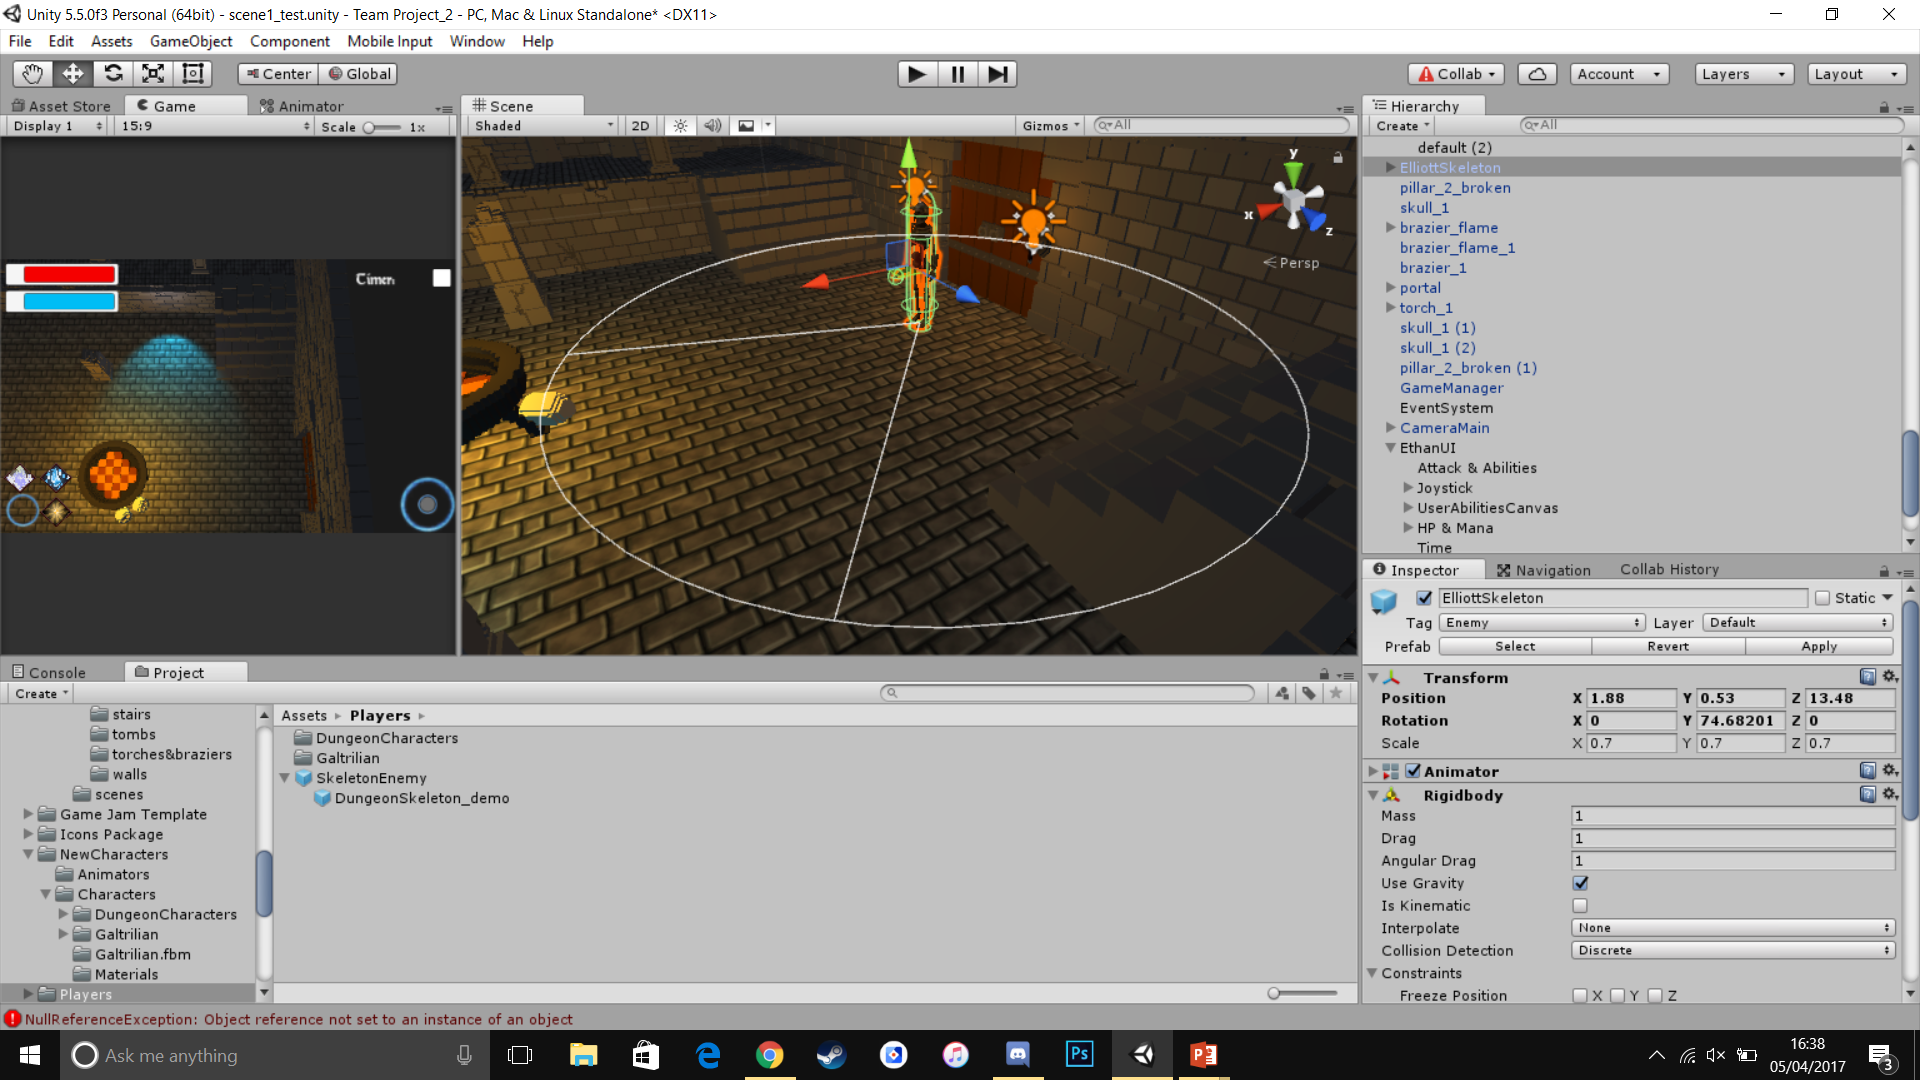 Unity 5.5.0f3 Personal (64bit) - scene1_test.unity - Team Project_2 - PC, Mac & Linux Standalone* <DX11>
File Edit Assets GameObject Component Mobile Input Window Help
Center Global Collab Account Layers Layout
Asset Store Game Animator
Display 1 15:9 Scale 1x
Scene
Shaded 2D Gizmos All
y
x
z
Persp
Hierarchy
Create All
default (2)
ElliottSkeleton
pillar_2_broken
skull_1
brazier_flame
brazier_flame_1
brazier_1
portal
torch_1
skull_1 (1)
skull_1 (2)
pillar_2_broken (1)
GameManager
EventSystem
CameraMain
EthanUI
Attack & Abilities
Joystick
UserAbilitiesCanvas
HP & Mana
Time
Inspector Navigation Collab History
ElliottSkeleton Static
Tag Enemy Layer Default
Prefab Select Revert Apply
Transform
Position X 1.88 Y 0.53 Z 13.48
Rotation X 0 Y 74.68201 Z 0
Scale X 0.7 Y 0.7 Z 0.7
Animator
Rigidbody
Mass 1
Drag 1
Angular Drag 1
Use Gravity
Is Kinematic
Interpolate None
Collision Detection Discrete
Constraints
Freeze Position X Y Z
Console Project
Create
stairs
tombs
torches&braziers
walls
scenes
Game Jam Template
Icons Package
NewCharacters
Animators
Characters
DungeonCharacters
Galtrilian
Galtrilian.fbm
Materials
Players
Assets Players
DungeonCharacters
Galtrilian
SkeletonEnemy
DungeonSkeleton_demo
NullReferenceException: Object reference not set to an instance of an object
Ask me anything
Ps
16:38
05/04/2017
3